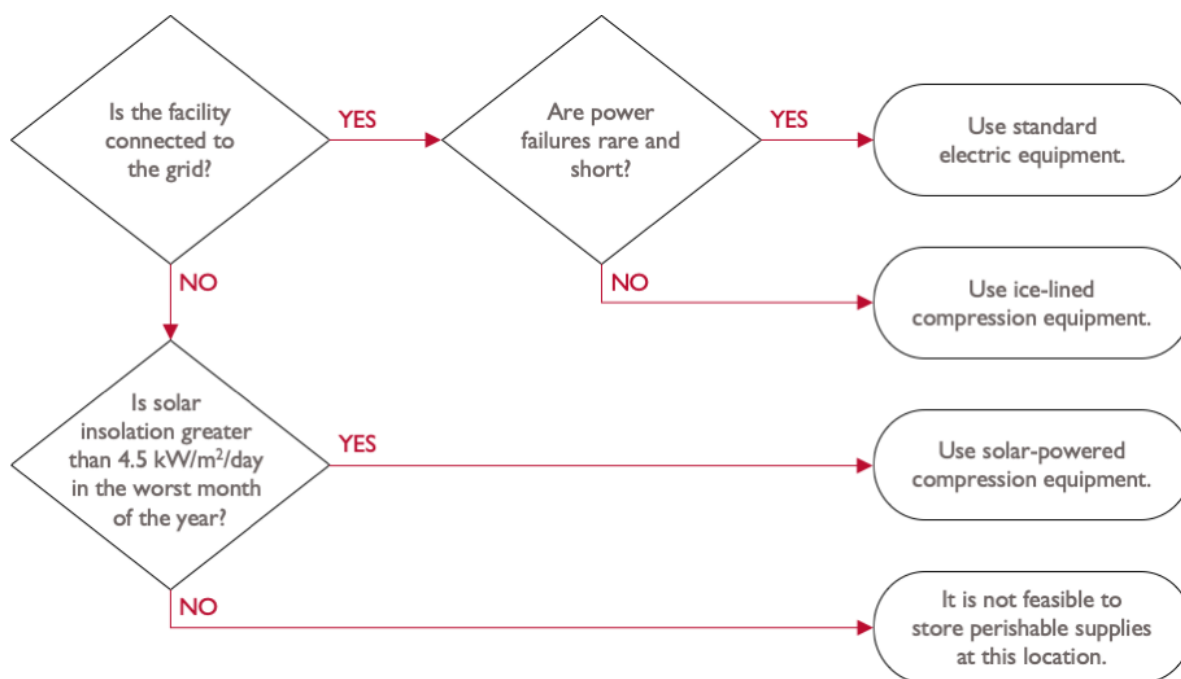 Is the facility
connected to
the grid?
YES
Are power
failures rare and
short?
YES
Use standard
electric equipment.
NO
NO
Use ice-lined
compression equipment.
Is solar
insolation greater
than 4.5 kW/m²/day
in the worst month
of the year?
YES
Use solar-powered
compression equipment.
NO
It is not feasible to
store perishable supplies
at this location.